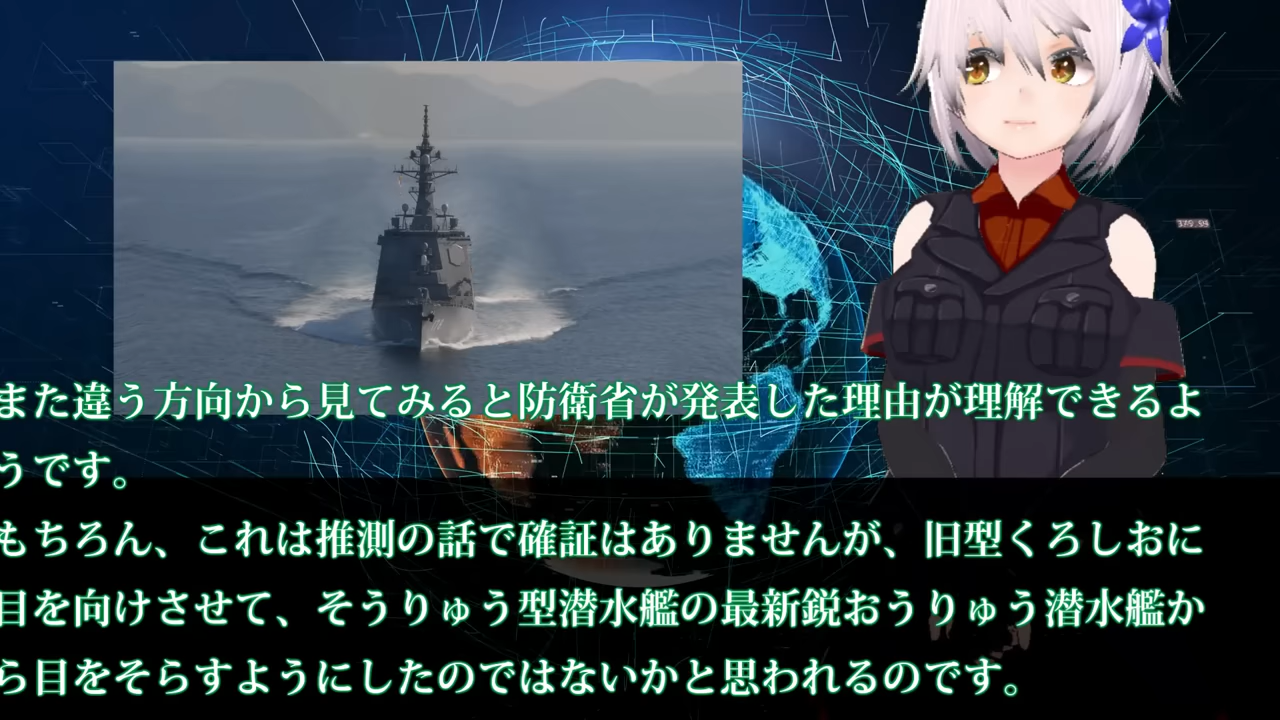 また違う方向から見てみると防衛省が発表した理由が理解できるよ
うです。
もちろん、これは推測の話で確証はありませんが、旧型くろしおに
目を向けさせて、そうりゅう型潜水艦の最新鋭おうりゅう潜水艦か
ら目をそらすようにしたのではないかと思われるのです。